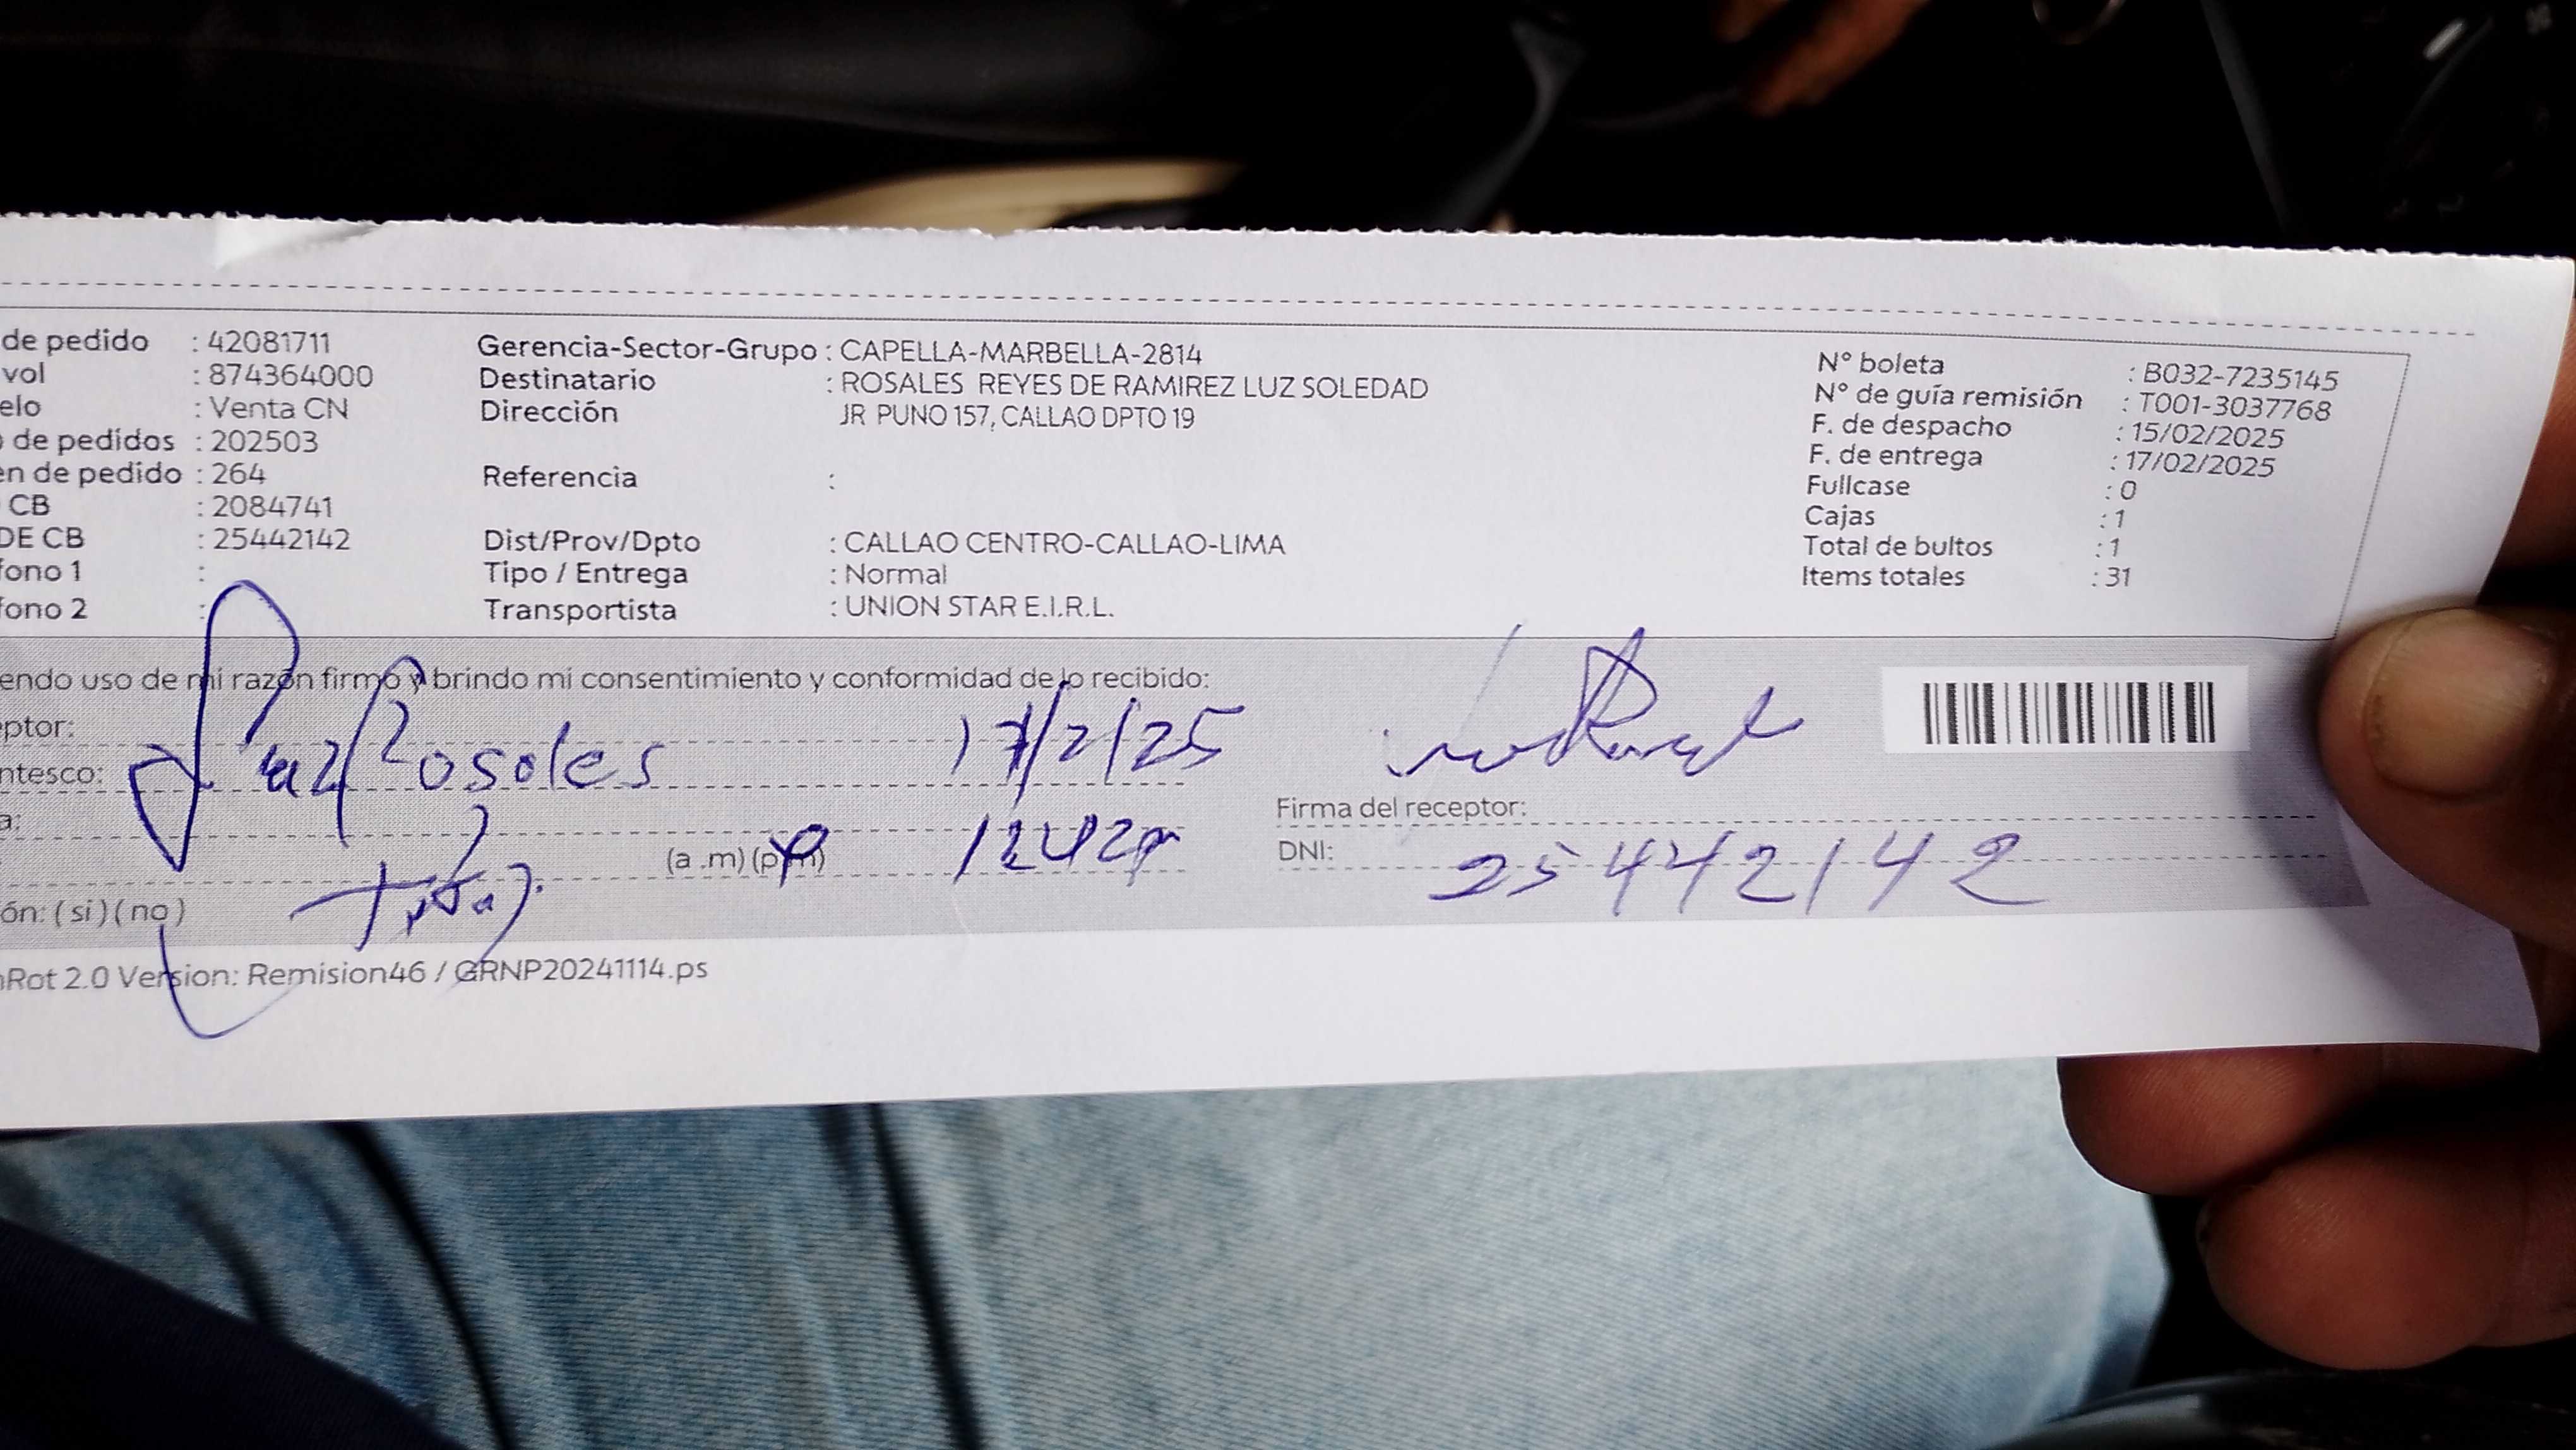 de pedido : 42081711
vol : 874364000
elo : Venta CN
de pedidos : 202503
en de pedido : 264
CB : 2084741
DE CB : 25442142
fono 1 :
fono 2 :
Gerencia-Sector-Grupo : CAPELLA-MARBELLA-2814
Destinatario : ROSALES REYES DE RAMIREZ LUZ SOLEDAD
Dirección JR PUNO 157, CALLAO DPTO 19
Referencia :
Dist/Prov/Dpto : CALLAO CENTRO-CALLAO-LIMA
Tipo / Entrega : Normal
Transportista : UNION STAR E.I.R.L.
Nº boleta : B032-7235145
Nº de guía remisión : T001-3037768
F. de despacho : 15/02/2025
F. de entrega : 17/02/2025
Fullcase : 0
Cajas : 1
Total de bultos : 1
Items totales : 31
endo uso de mi razón firmo y brindo mi consentimiento y conformidad de lo recibido:
eptor:
ntesco: Luz Rosales 17/2/25
a:
(a .m) (p.m) 1242p
Firma del receptor:
DNI: 25442142
ón: ( si ) ( no ) titular
nRot 2.0 Version: Remision46 / GRNP20241114.ps